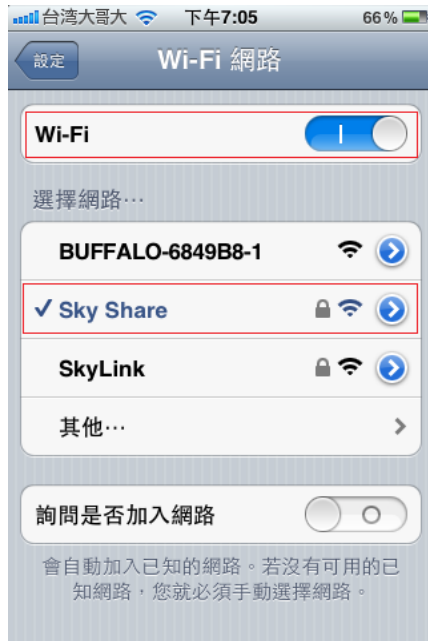 台湾大哥大 下午7:05 66%
設定 Wi-Fi 網路
Wi-Fi
選擇網路…
BUFFALO-6849B8-1
✓ Sky Share
SkyLink
其他…
詢問是否加入網路
會自動加入已知的網路。若沒有可用的已
知網路，您就必須手動選擇網路。